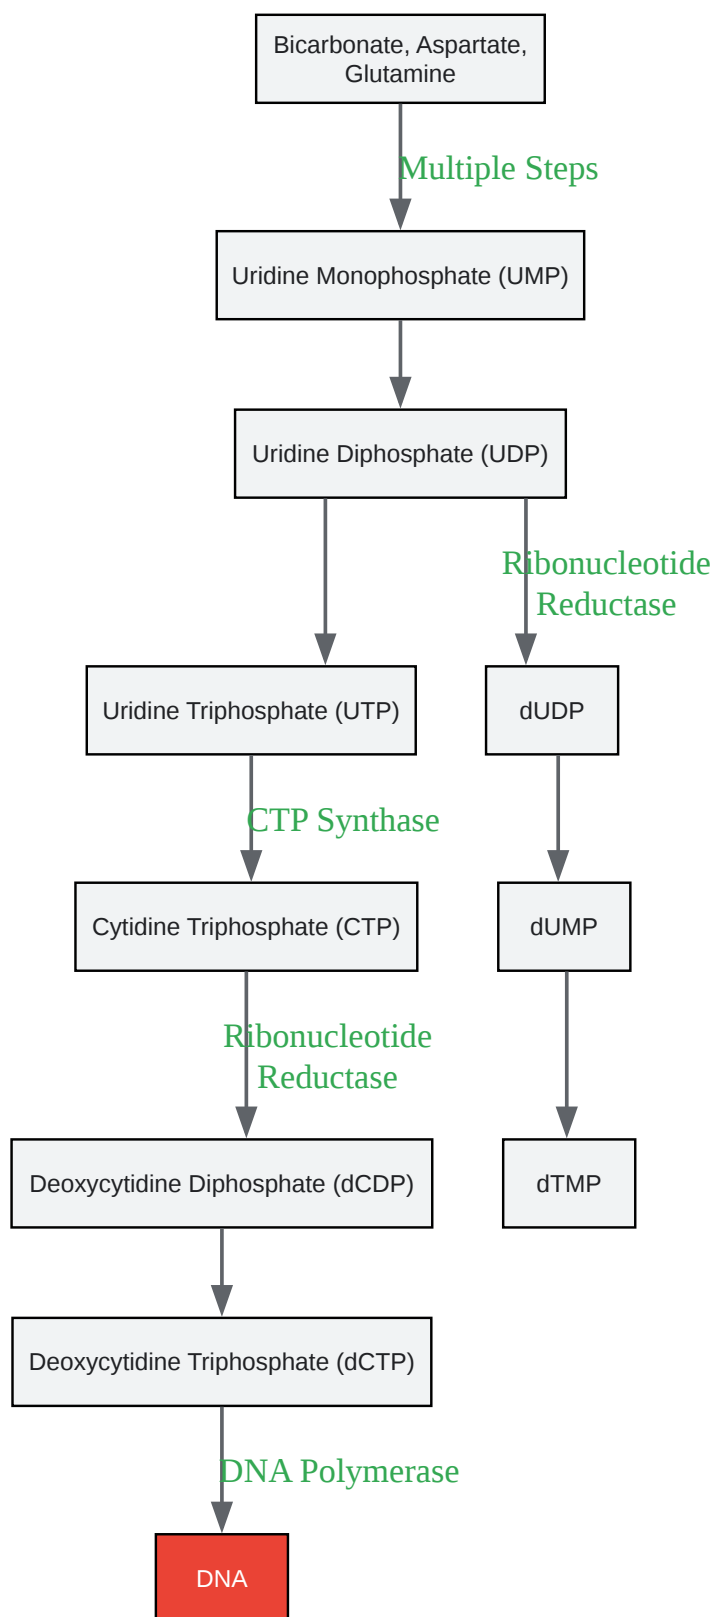 Bicarbonate, Aspartate,
Glutamine
Multiple Steps
Uridine Monophosphate (UMP)
Uridine Diphosphate (UDP)
Ribonucleotide
Reductase
Uridine Triphosphate (UTP)
dUDP
CTP Synthase
Cytidine Triphosphate (CTP)
dUMP
Ribonucleotide
Reductase
Deoxycytidine Diphosphate (dCDP)
dTMP
Deoxycytidine Triphosphate (dCTP)
DNA Polymerase
DNA